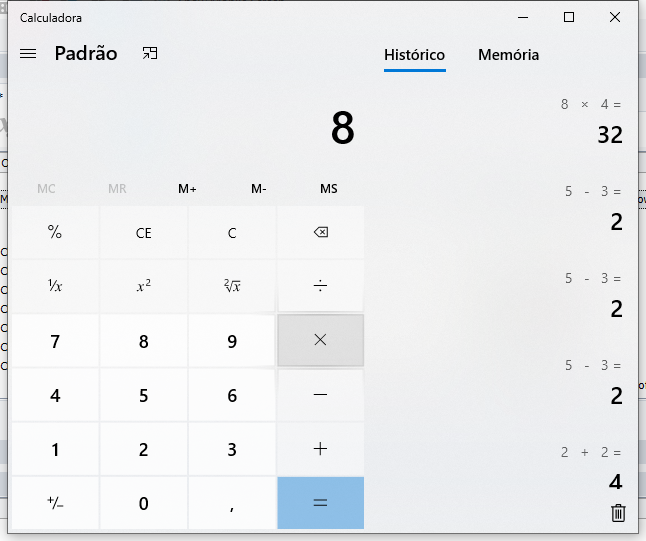 Calculadora
Padrão
Histórico Memória
8
MC MR M+ M- MS
% CE C
¹/x x² ²√x ÷
7 8 9 ×
4 5 6 −
1 2 3 +
+/− 0 , =
8 × 4 =
32
5 - 3 =
2
5 - 3 =
2
5 - 3 =
2
2 + 2 =
4